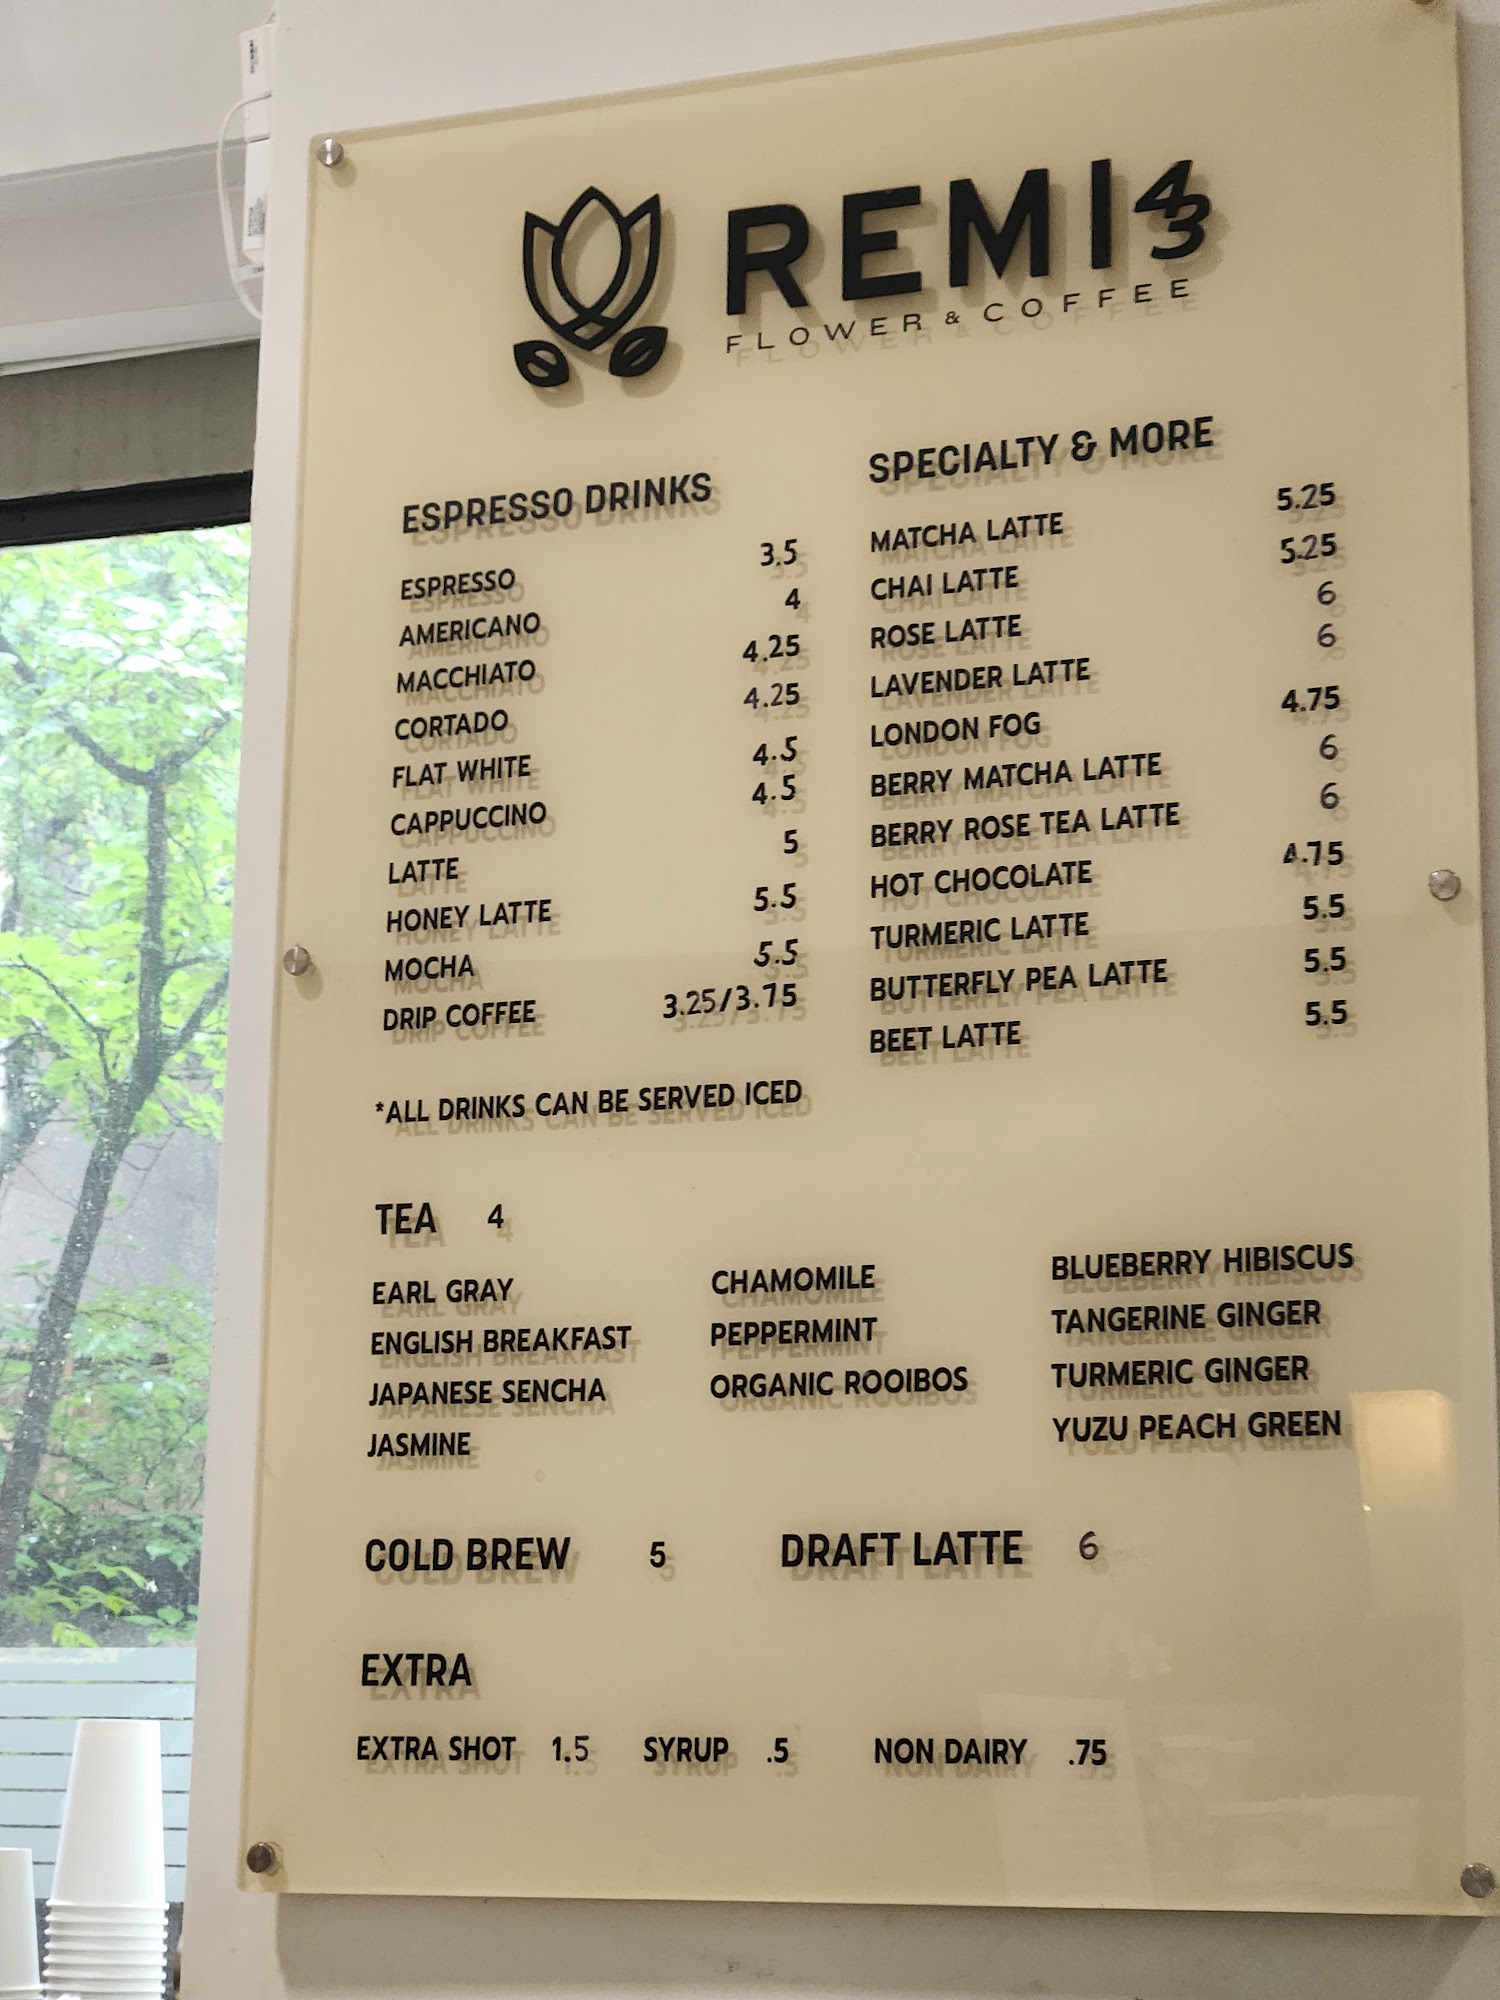 REMI43
FLOWER & COFFEE
ESPRESSO DRINKS
ESPRESSO 3.5
AMERICANO 4
MACCHIATO 4.25
CORTADO 4.25
FLAT WHITE 4.5
CAPPUCCINO 4.5
LATTE 5
HONEY LATTE 5.5
MOCHA 5.5
DRIP COFFEE 3.25/3.75
*ALL DRINKS CAN BE SERVED ICED
SPECIALTY & MORE
MATCHA LATTE 5.25
CHAI LATTE 5.25
ROSE LATTE 6
LAVENDER LATTE 6
LONDON FOG 4.75
BERRY MATCHA LATTE 6
BERRY ROSE TEA LATTE 6
HOT CHOCOLATE 4.75
TURMERIC LATTE 5.5
BUTTERFLY PEA LATTE 5.5
BEET LATTE 5.5
TEA 4
EARL GRAY
ENGLISH BREAKFAST
JAPANESE SENCHA
JASMINE
CHAMOMILE
PEPPERMINT
ORGANIC ROOIBOS
BLUEBERRY HIBISCUS
TANGERINE GINGER
TURMERIC GINGER
YUZU PEACH GREEN
COLD BREW 5 DRAFT LATTE 6
EXTRA
EXTRA SHOT 1.5 SYRUP .5 NON DAIRY .75